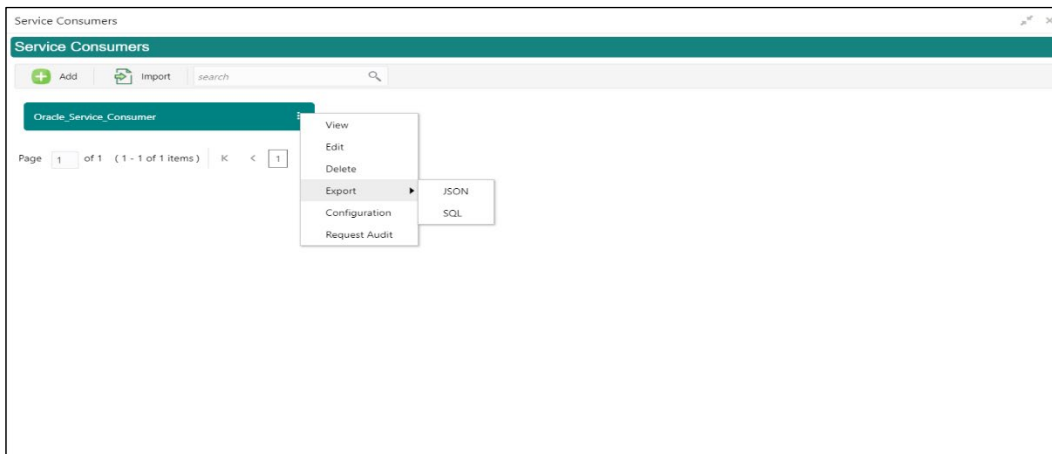 Service Consumers
Service Consumers
Add Import search
Oracle_Service_Consumer
View
Edit
Page 1 of 1 ( 1 - 1 of 1 items ) K < 1
Delete
Export JSON
Configuration SQL
Request Audit